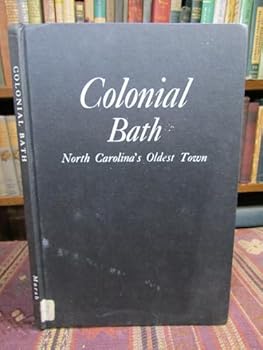 Colonial
Bath
North Carolina's Oldest Town
COLONIAL BATH
Marsh